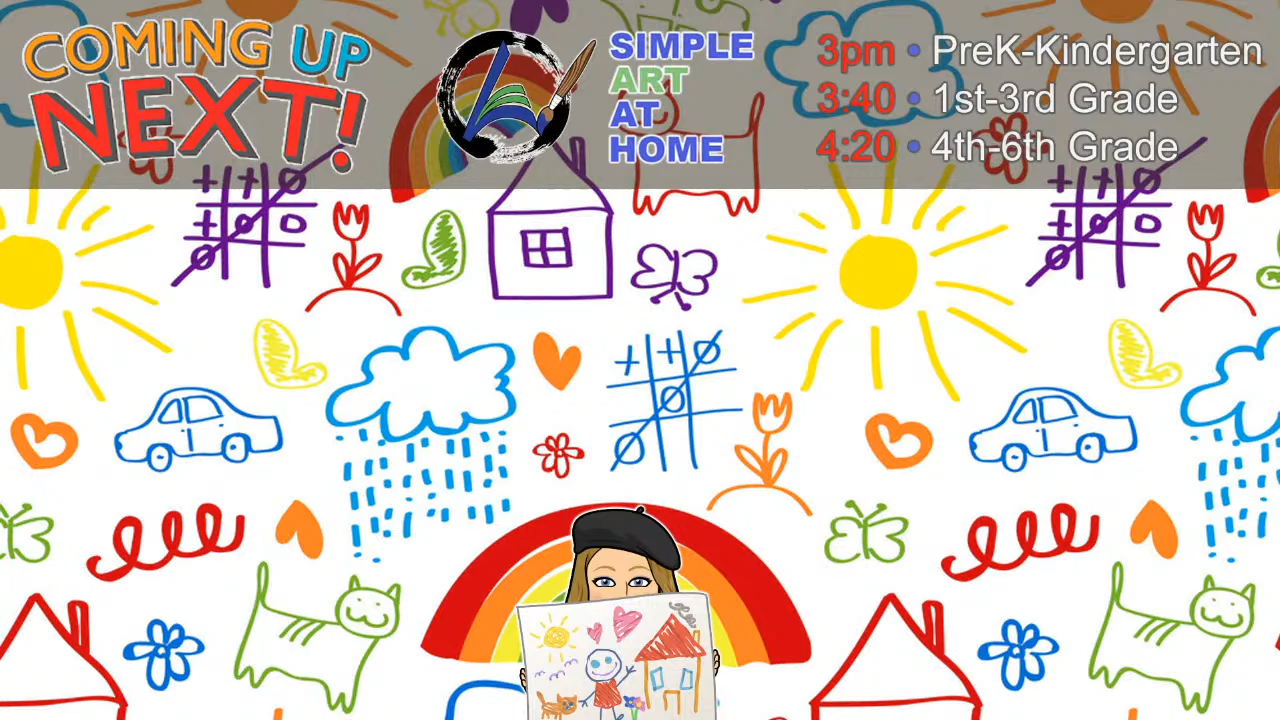 COMING UP
NEXT!
SIMPLE
ART
AT
HOME
3pm • PreK-Kindergarten
3:40 • 1st-3rd Grade
4:20 • 4th-6th Grade